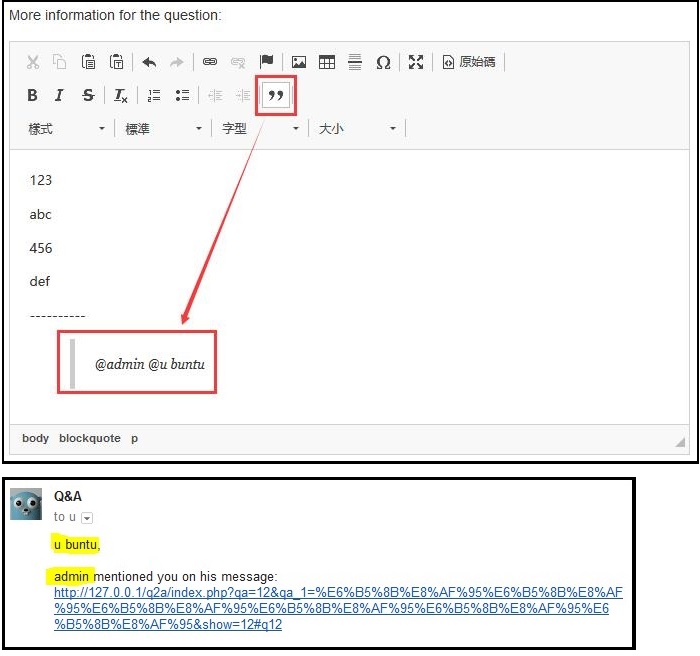 More information for the question:
原始碼
B I S Tx
樣式 標準 字型 大小
123
abc
456
def
----------
@admin @u buntu
body blockquote p
Q&A
to u
u buntu,
admin mentioned you on his message:
http://127.0.0.1/q2a/index.php?qa=12&qa_1=%E6%B5%8B%E8%AF%95%E6%B5%8B%E8%AF
%95%E6%B5%8B%E8%AF%95%E6%B5%8B%E8%AF%95%E6%B5%8B%E8%AF%95%E6
%B5%8B%E8%AF%95&show=12#q12